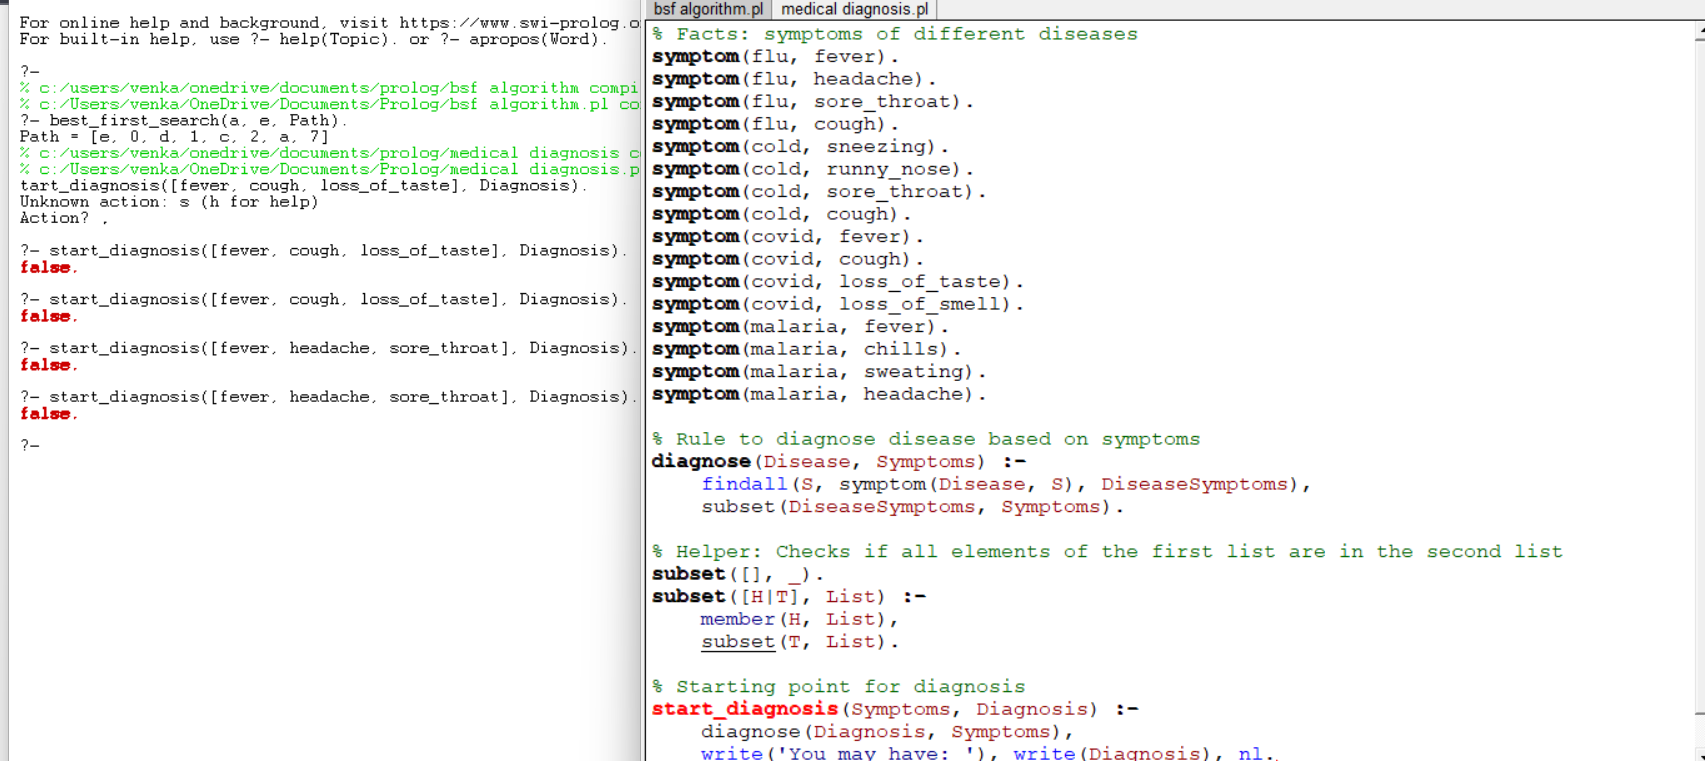 For online help and background, visit https://www.swi-prolog.o
For built-in help, use ?- help(Topic). or ?- apropos(Word).
?-
% c:/users/venka/onedrive/documents/prolog/bsf algorithm compi
% c:/Users/venka/OneDrive/Documents/Prolog/bsf algorithm.pl co
?- best_first_search(a, e, Path).
Path = [e, 0, d, 1, c, 2, a, 7]
% c:/users/venka/onedrive/documents/prolog/medical diagnosis c
% c:/Users/venka/OneDrive/Documents/Prolog/medical diagnosis.p
tart_diagnosis([fever, cough, loss_of_taste], Diagnosis).
Unknown action: s (h for help)
Action? ,
?- start_diagnosis([fever, cough, loss_of_taste], Diagnosis).
false.
?- start_diagnosis([fever, cough, loss_of_taste], Diagnosis).
false.
?- start_diagnosis([fever, headache, sore_throat], Diagnosis).
false.
?- start_diagnosis([fever, headache, sore_throat], Diagnosis).
false.
?-
bsf algorithm.pl medical diagnosis.pl
% Facts: symptoms of different diseases
symptom(flu, fever).
symptom(flu, headache).
symptom(flu, sore_throat).
symptom(flu, cough).
symptom(cold, sneezing).
symptom(cold, runny_nose).
symptom(cold, sore_throat).
symptom(cold, cough).
symptom(covid, fever).
symptom(covid, cough).
symptom(covid, loss_of_taste).
symptom(covid, loss_of_smell).
symptom(malaria, fever).
symptom(malaria, chills).
symptom(malaria, sweating).
symptom(malaria, headache).
% Rule to diagnose disease based on symptoms
diagnose(Disease, Symptoms) :-
findall(S, symptom(Disease, S), DiseaseSymptoms),
subset(DiseaseSymptoms, Symptoms).
% Helper: Checks if all elements of the first list are in the second list
subset([], _).
subset([H|T], List) :-
member(H, List),
subset(T, List).
% Starting point for diagnosis
start_diagnosis(Symptoms, Diagnosis) :-
diagnose(Diagnosis, Symptoms),
write('You may have: '), write(Diagnosis), nl.